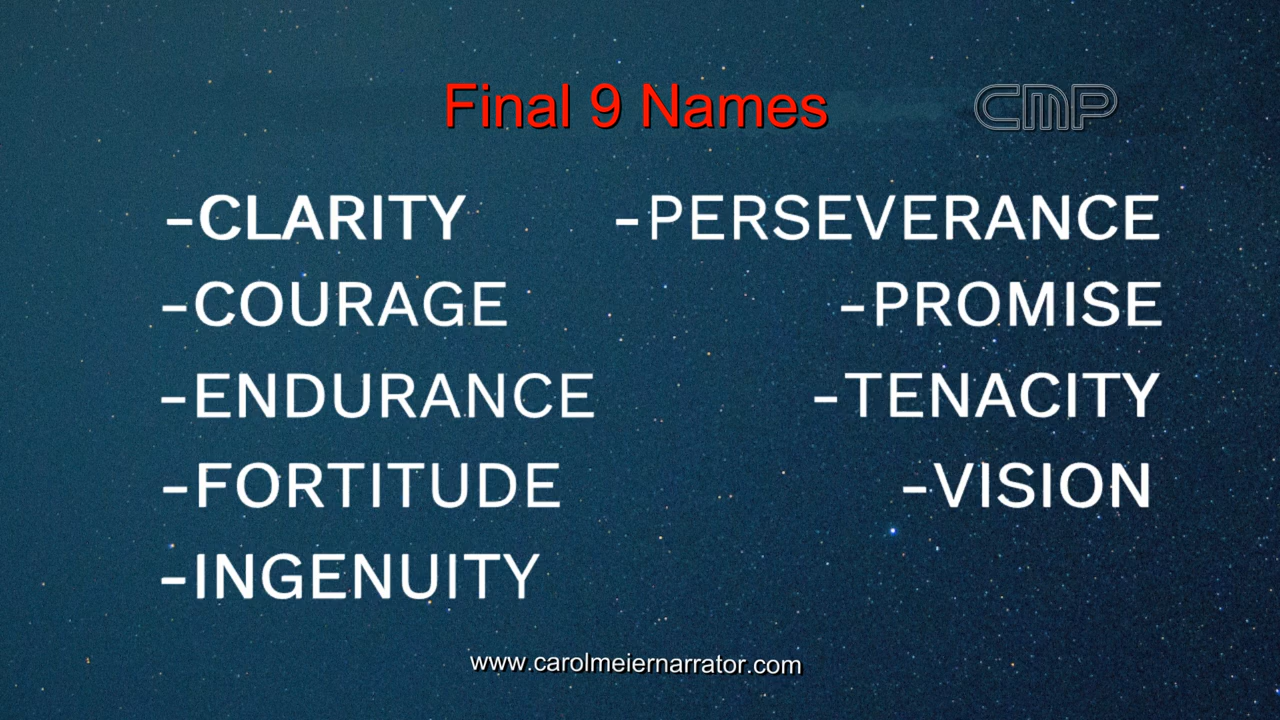 Final 9 Names
CMP
-CLARITY
-COURAGE
-ENDURANCE
-FORTITUDE
-INGENUITY
-PERSEVERANCE
-PROMISE
-TENACITY
-VISION
www.carolmeiernarrator.com